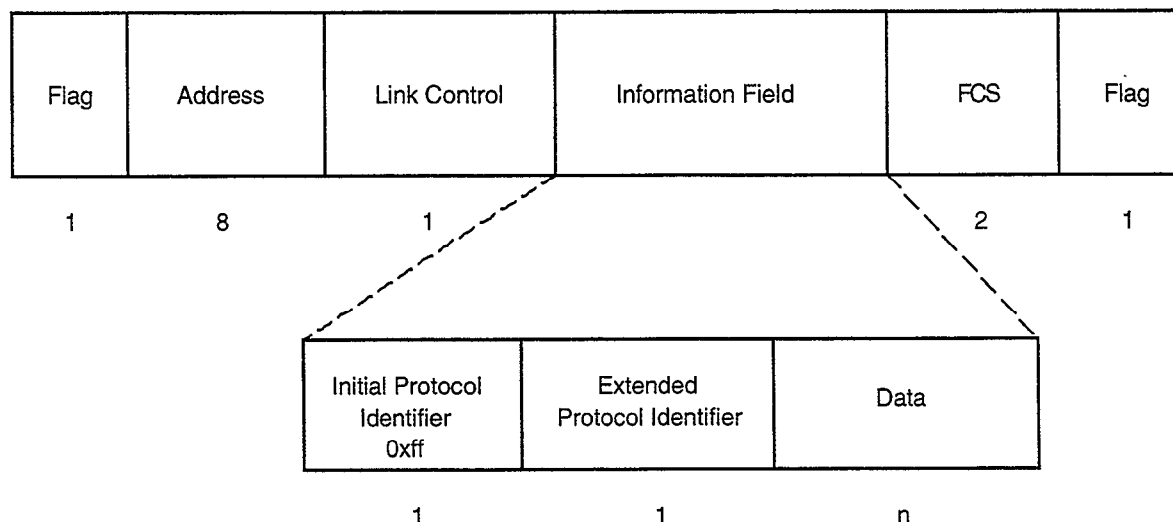 Flag Address Link Control Information Field FCS Flag
1 8 1 2 1
Initial Protocol Extended Data
Identifier Protocol Identifier
0xff
1 1 n